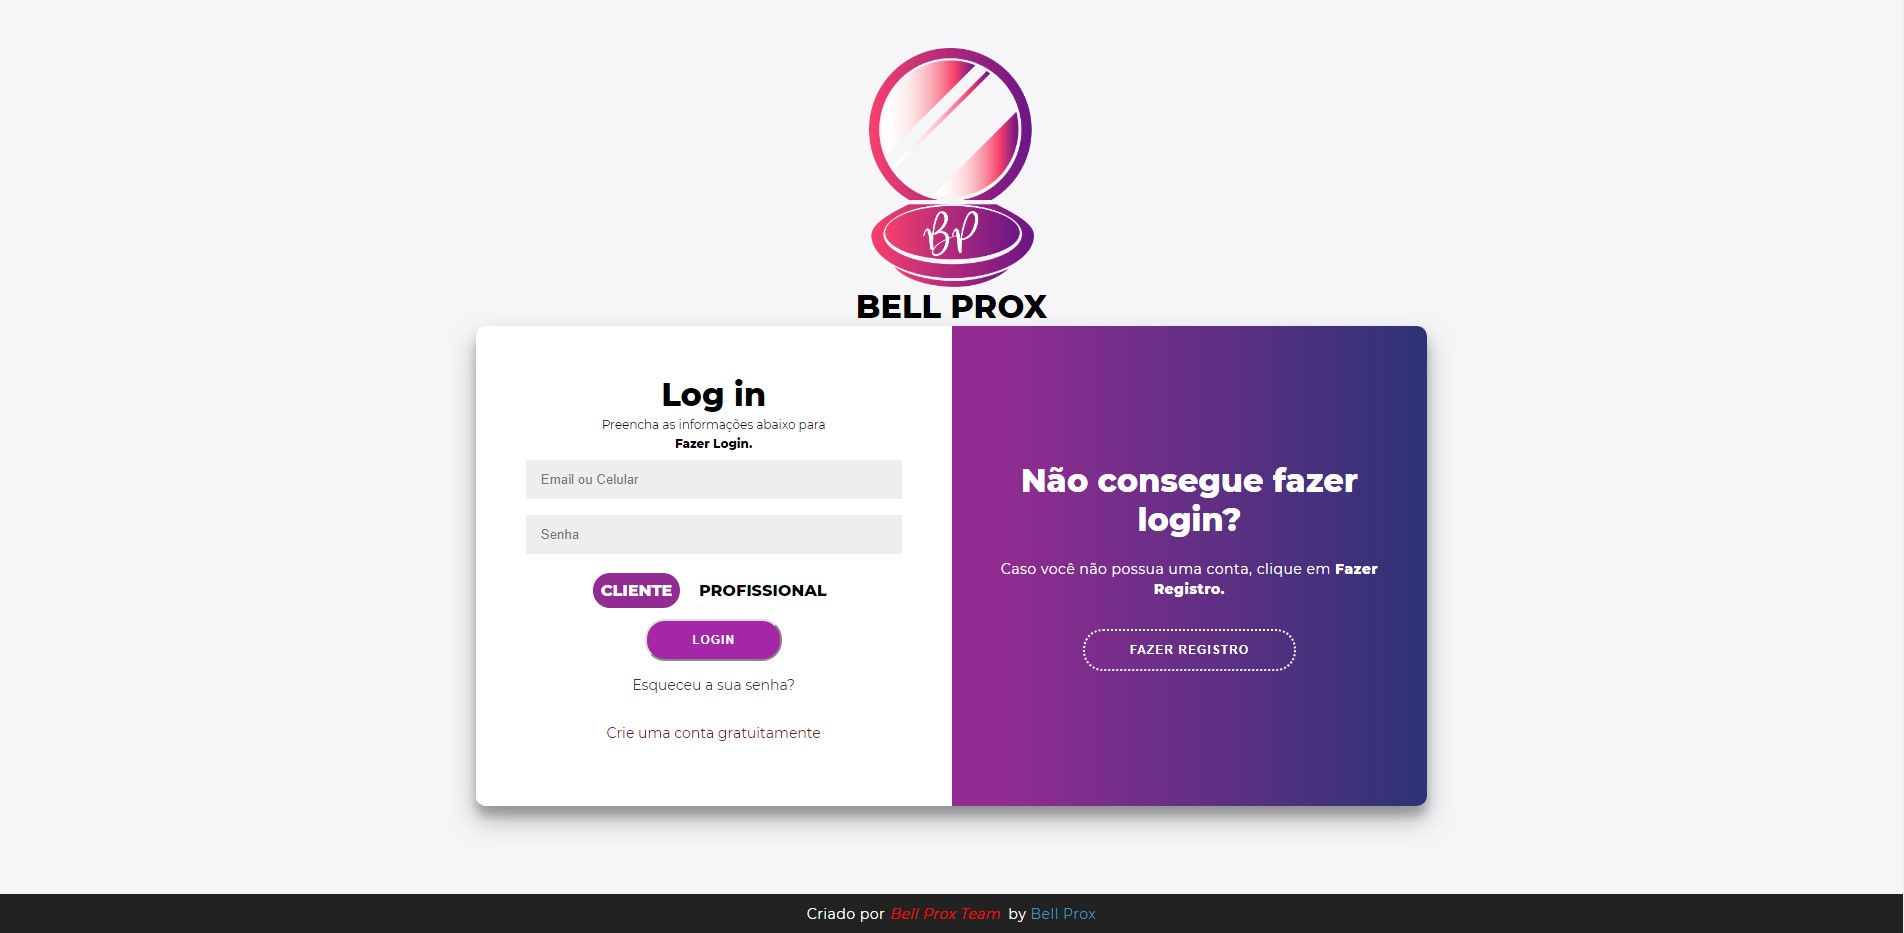 BP
BELL PROX
Log in
Preencha as informações abaixo para
Fazer Login.
Email ou Celular
Senha
CLIENTE PROFISSIONAL
LOGIN
Esqueceu a sua senha?
Crie uma conta gratuitamente
Não consegue fazer
login?
Caso você não possua uma conta, clique em Fazer
Registro.
FAZER REGISTRO
Criado por Bell Prox Team by Bell Prox